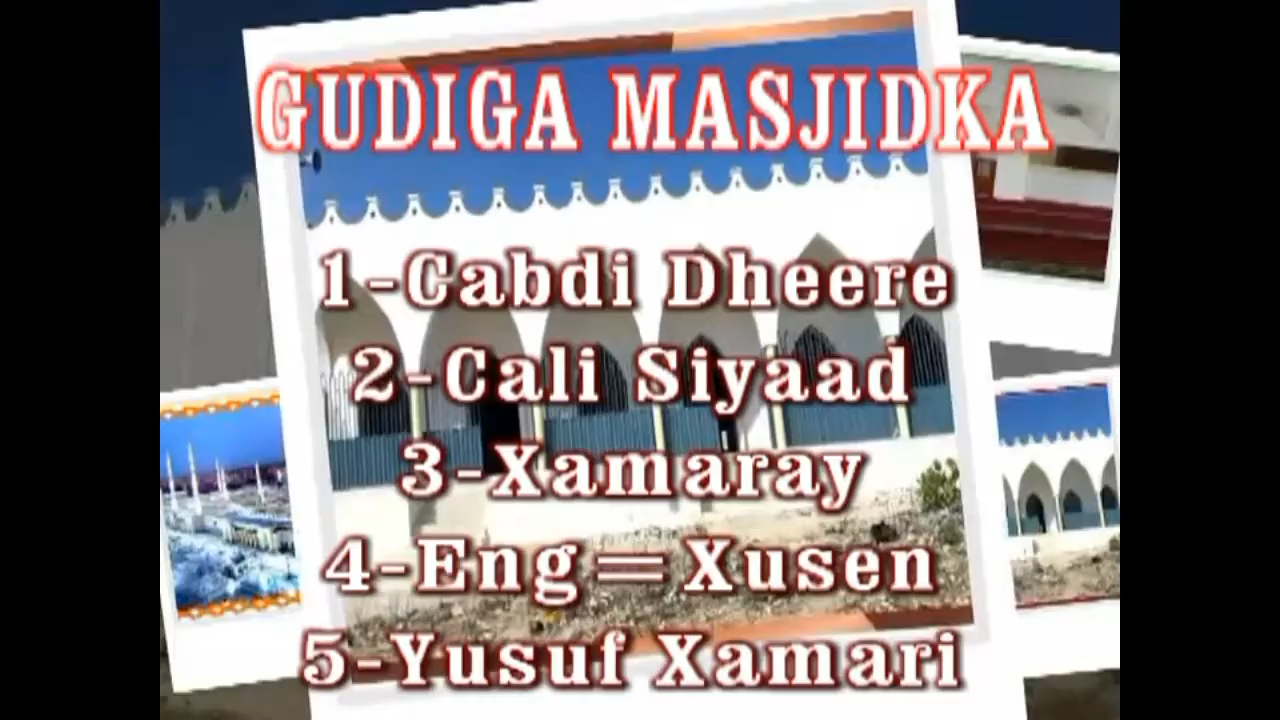 GUDIGA MASJIDKA
1-Cabdi Dheere
2-Cali Siyaad
3-Xamaray
4-Eng=Xusen
5-Yusuf Xamari